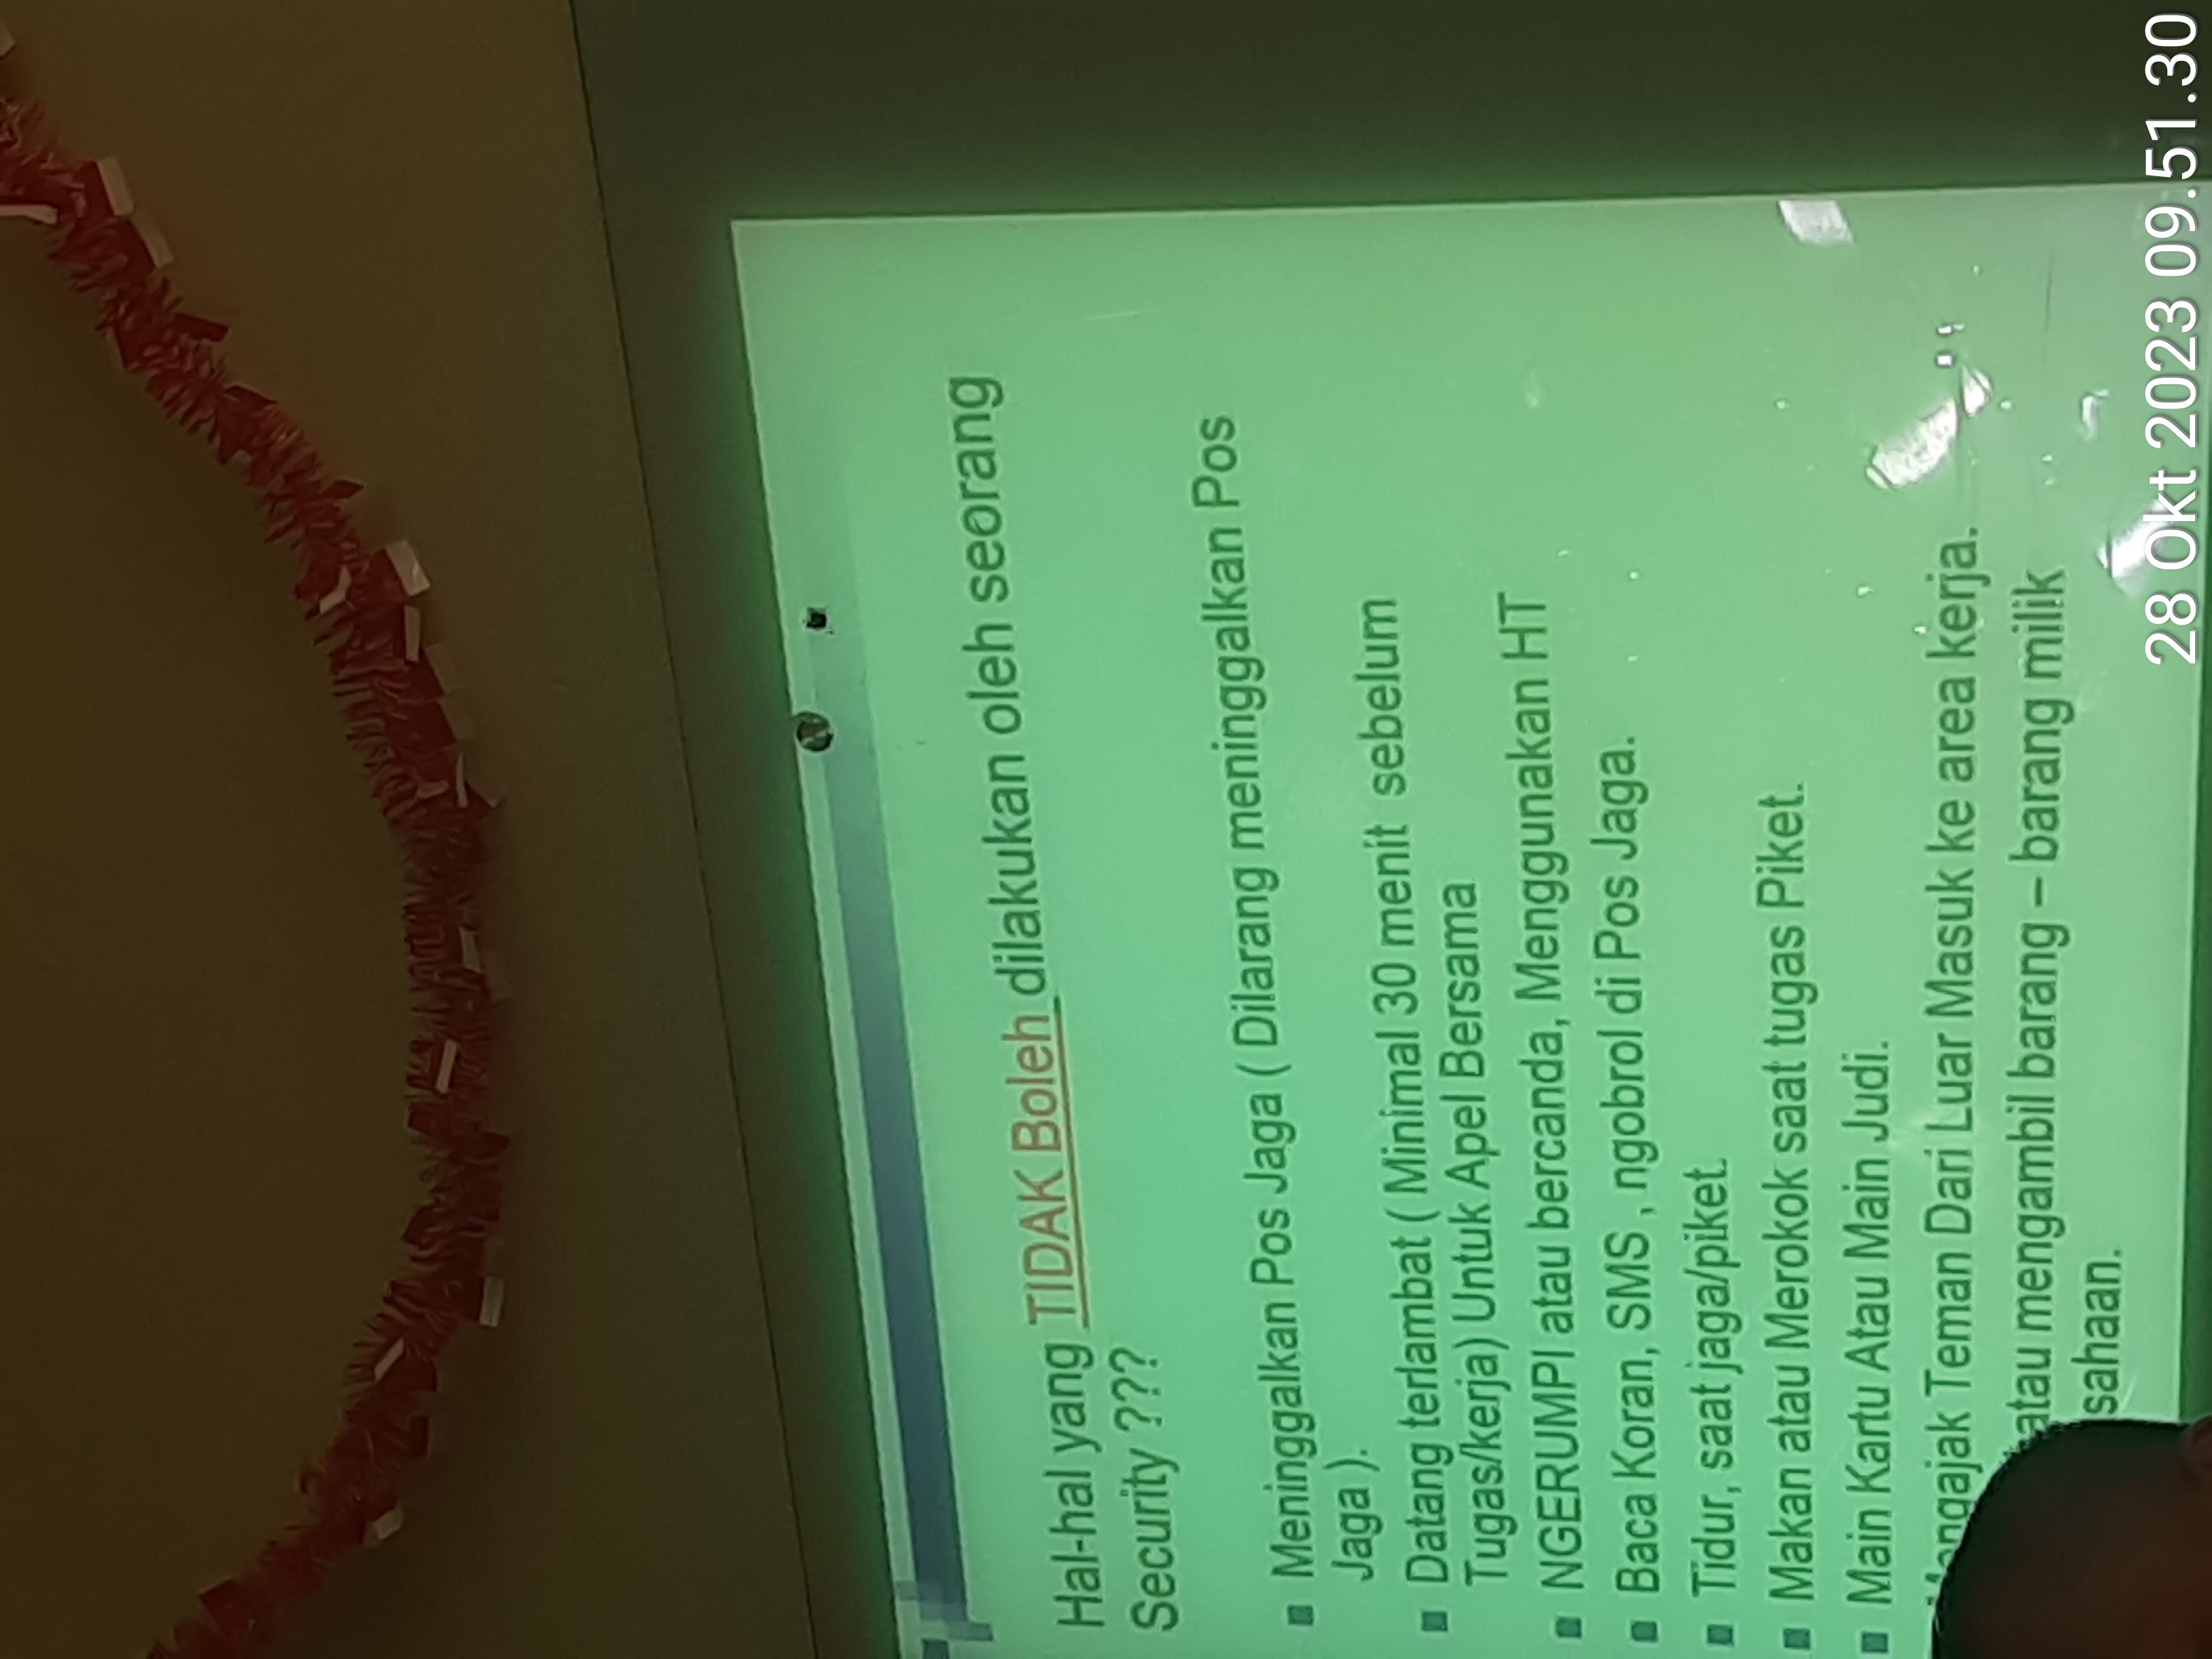 Hal-hal yang TIDAK Boleh dilakukan oleh seorang
Security ???
▪ Meninggalkan Pos Jaga ( Dilarang meninggalkan Pos
Jaga ).
▪ Datang terlambat ( Minimal 30 menit sebelum
Tugas/kerja) Untuk Apel Bersama
▪ NGERUMPI atau bercanda, Menggunakan HT
▪ Baca Koran, SMS , ngobrol di Pos Jaga.
▪ Tidur, saat jaga/piket.
▪ Makan atau Merokok saat tugas Piket.
▪ Main Kartu Atau Main Judi.
Mengajak Teman Dari Luar Masuk ke area kerja.
atau mengambil barang – barang milik
sahaan.
28 Okt 2023 09.51.30